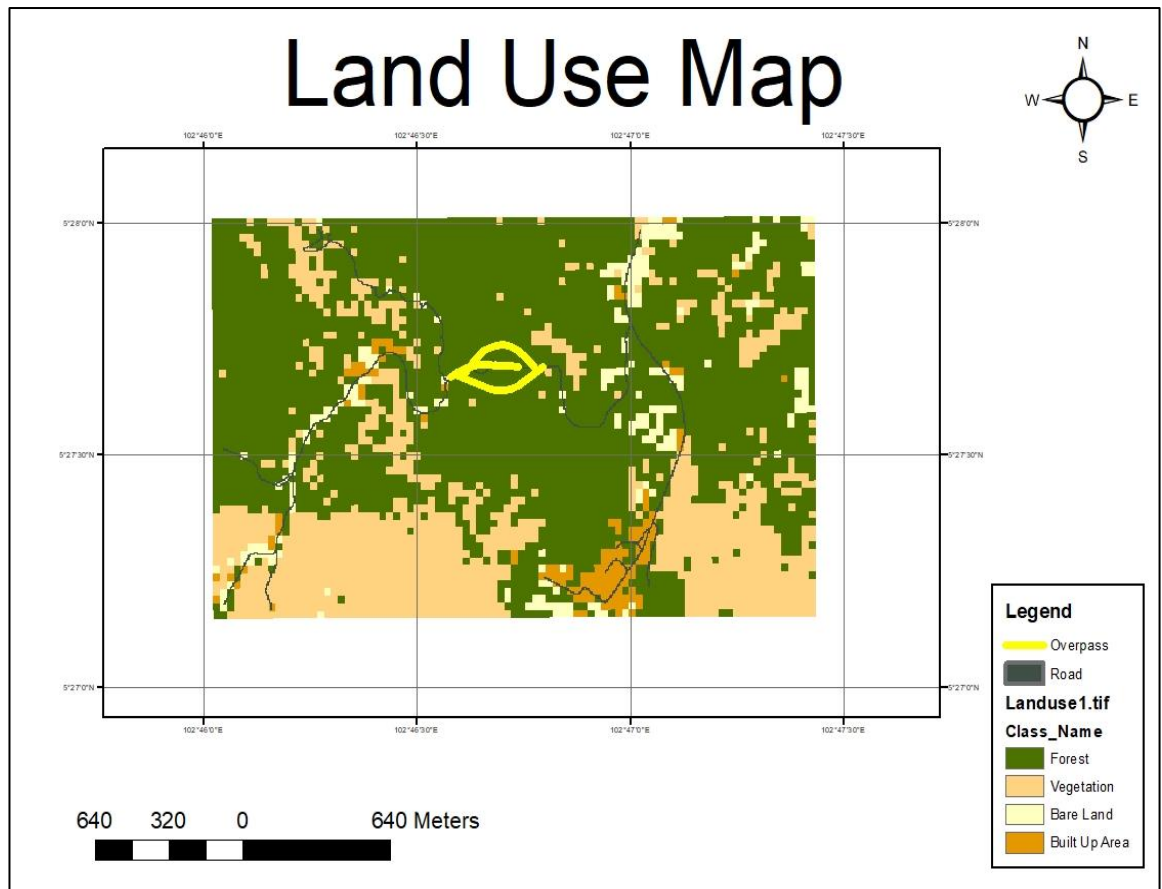 Land Use Map
N
W E
S
102°46'0"E 102°46'30"E 102°47'0"E 102°47'30"E
5°28'0"N 5°28'0"N
5°27'30"N 5°27'30"N
5°27'0"N 5°27'0"N
102°46'0"E 102°46'30"E 102°47'0"E 102°47'30"E
Legend
Overpass
Road
Landuse1.tif
Class_Name
Forest
Vegetation
Bare Land
Built Up Area
640 320 0 640 Meters